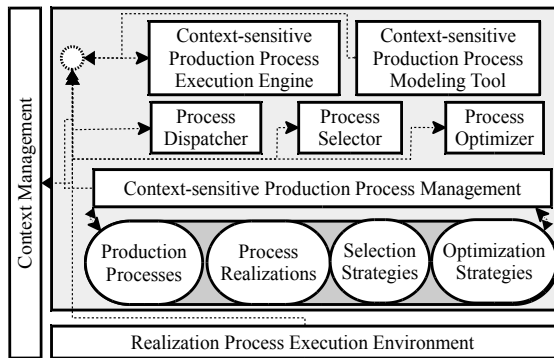 Context Management
Context-sensitive
Production Process
Execution Engine
Context-sensitive
Production Process
Modeling Tool
Process
Dispatcher
Process
Selector
Process
Optimizer
Context-sensitive Production Process Management
Production
Processes
Process
Realizations
Selection
Strategies
Optimization
Strategies
Realization Process Execution Environment